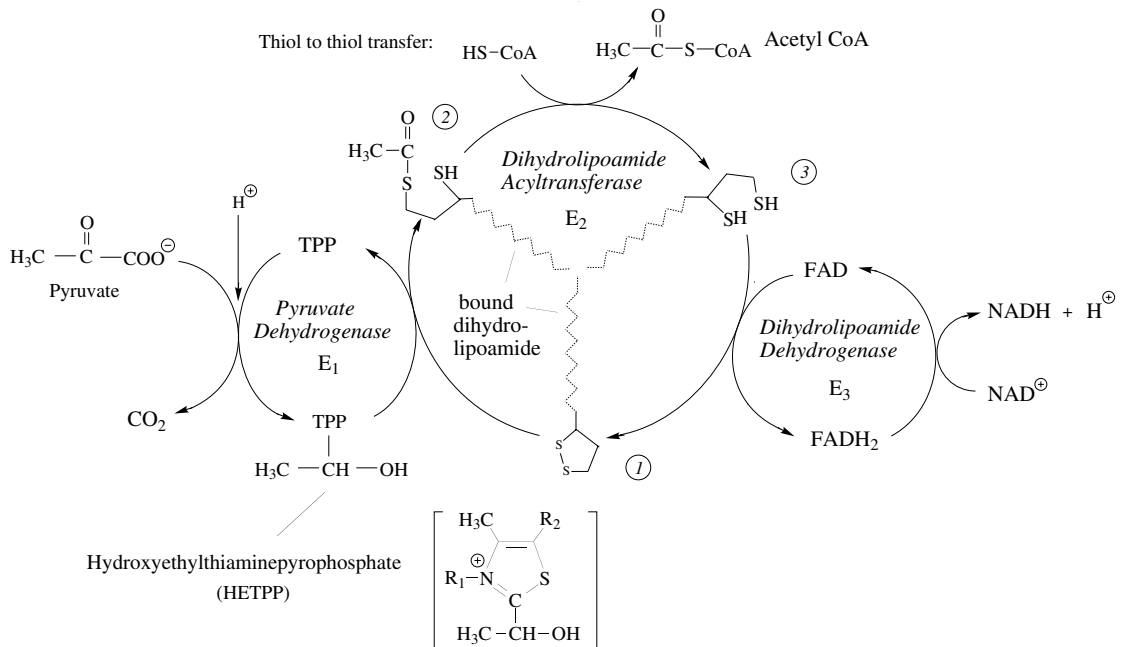 Thiol to thiol transfer:
HS–CoA
O
H₃C–C–S–CoA
Acetyl CoA
2
O
H₃C–C
S
SH
Dihydrolipoamide
Acyltransferase
E₂
3
SH
SH
H⊕
O
H₃C–C–COO⊖
Pyruvate
TPP
Pyruvate
Dehydrogenase
E₁
bound
dihydro-
lipoamide
FAD
Dihydrolipoamide
Dehydrogenase
E₃
NADH + H⊕
NAD⊕
CO₂
TPP
H₃C–CH–OH
FADH₂
S
S
1
Hydroxyethylthiaminepyrophosphate
(HETPP)
H₃C
R₂
⊕
R₁–N
S
C
H₃C–CH–OH